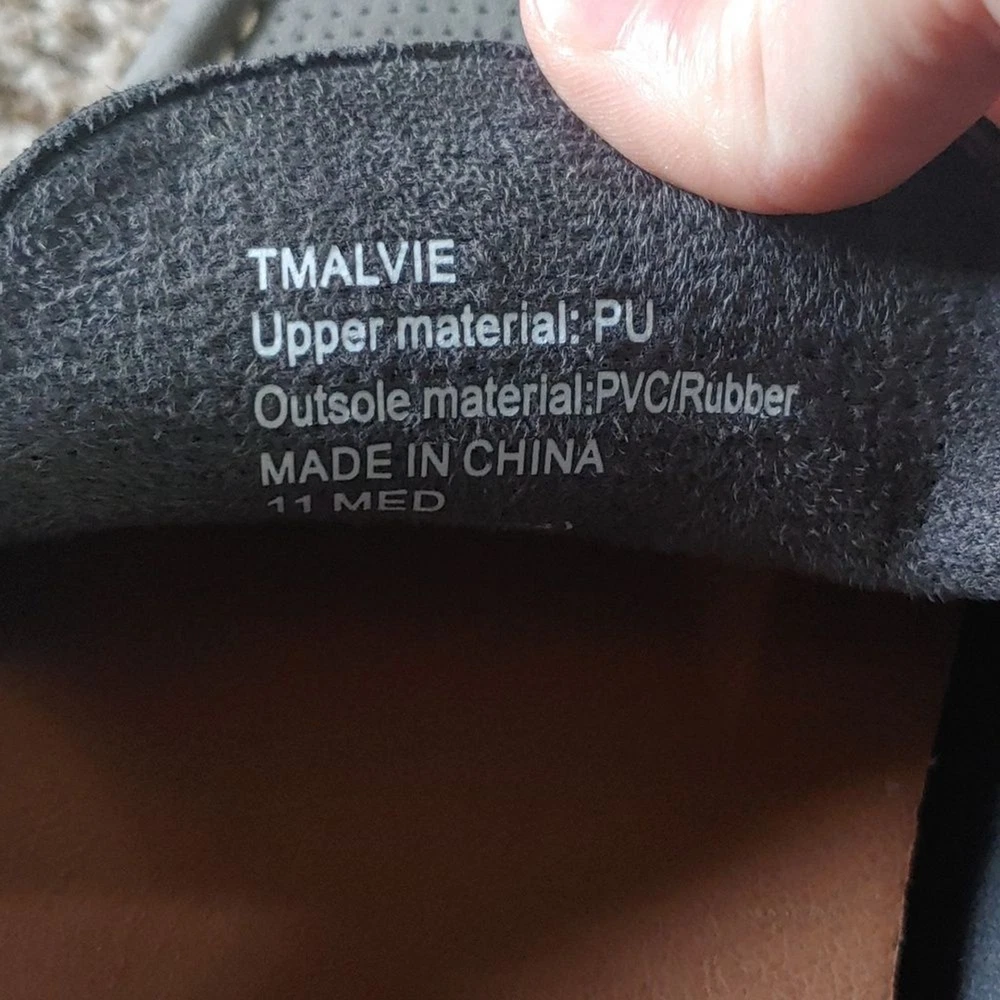 TMALVIE
Upper material: PU
Outsole material:PVC/Rubber
MADE IN CHINA
11 MED